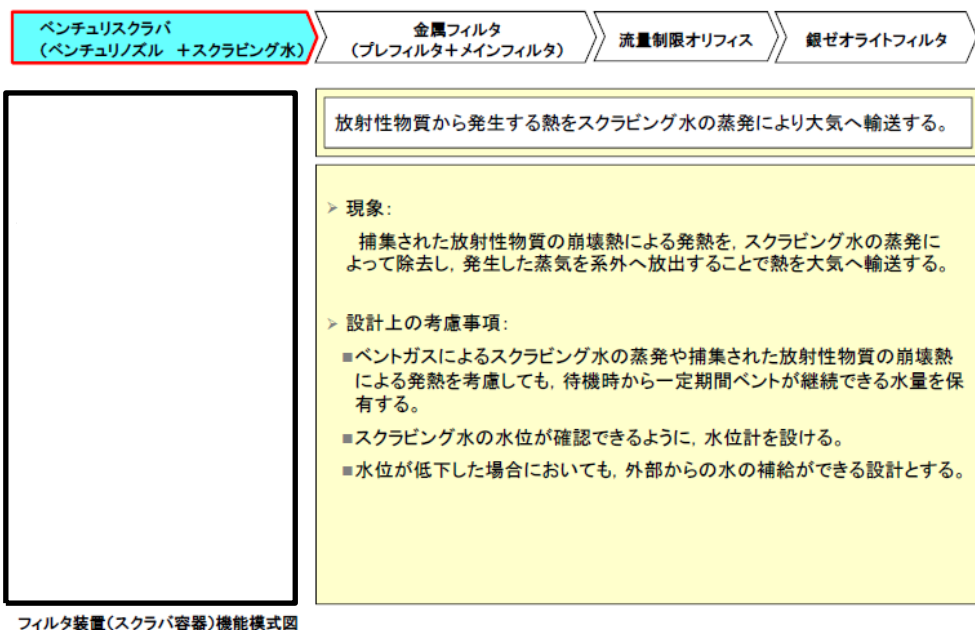 ベンチュリスクラバ
(ベンチュリノズル +スクラビング水)
金属フィルタ
(プレフィルタ+メインフィルタ)
流量制限オリフィス
銀ゼオライトフィルタ
放射性物質から発生する熱をスクラビング水の蒸発により大気へ輸送する。
➢ 現象:
捕集された放射性物質の崩壊熱による発熱を, スクラビング水の蒸発に
よって除去し, 発生した蒸気を系外へ放出することで熱を大気へ輸送する。
➢ 設計上の考慮事項:
■ベントガスによるスクラビング水の蒸発や捕集された放射性物質の崩壊熱
による発熱を考慮しても, 待機時から一定期間ベントが継続できる水量を保
有する。
■スクラビング水の水位が確認できるように, 水位計を設ける。
■水位が低下した場合においても, 外部からの水の補給ができる設計とする。
フィルタ装置(スクラバ容器)機能模式図